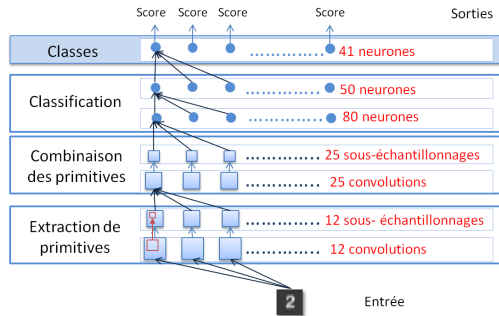 Score Score Score Score Sorties
Classes ............... 41 neurones
Classification ............... 50 neurones
............... 80 neurones
Combinaison des primitives ............... 25 sous-échantillonnages
............... 25 convolutions
Extraction de primitives ............... 12 sous- échantillonnages
............... 12 convolutions
2 Entrée